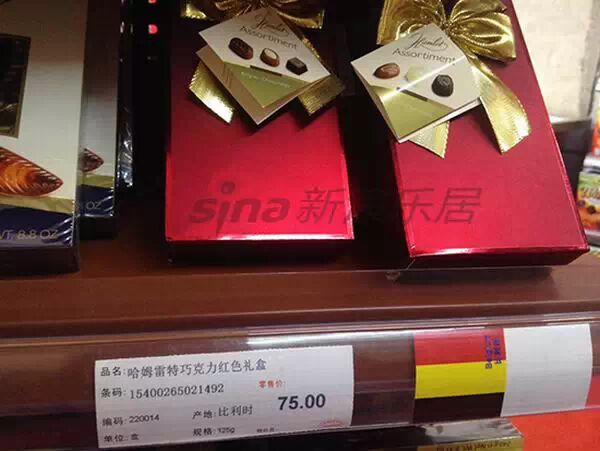 Hamlet
Assortment
Hamlet
Assortment
sina 新浪乐居
WT. 8.8 OZ
品名: 哈姆雷特巧克力红色礼盒
条码: 15400265021492
零售价:
75.00
编码: 220014
产地: 比利时
单位: 盒
规格: 125g